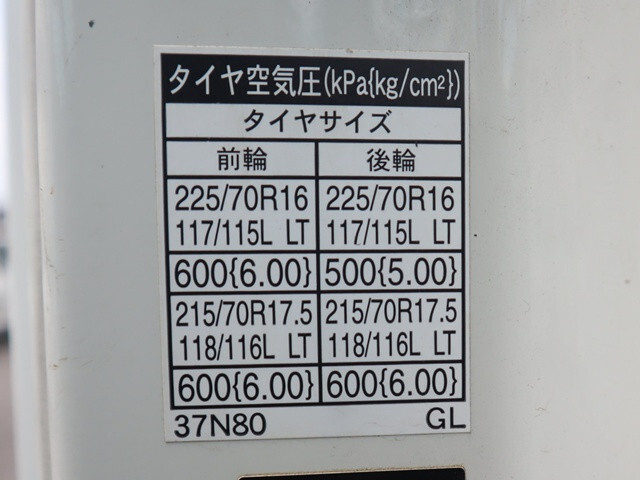 タイヤ空気圧(kPa{kg/cm²})
タイヤサイズ
前輪 後輪
225/70R16 225/70R16
117/115L LT 117/115L LT
600{6.00} 500{5.00}
215/70R17.5 215/70R17.5
118/116L LT 118/116L LT
600{6.00} 600{6.00}
37N80 GL